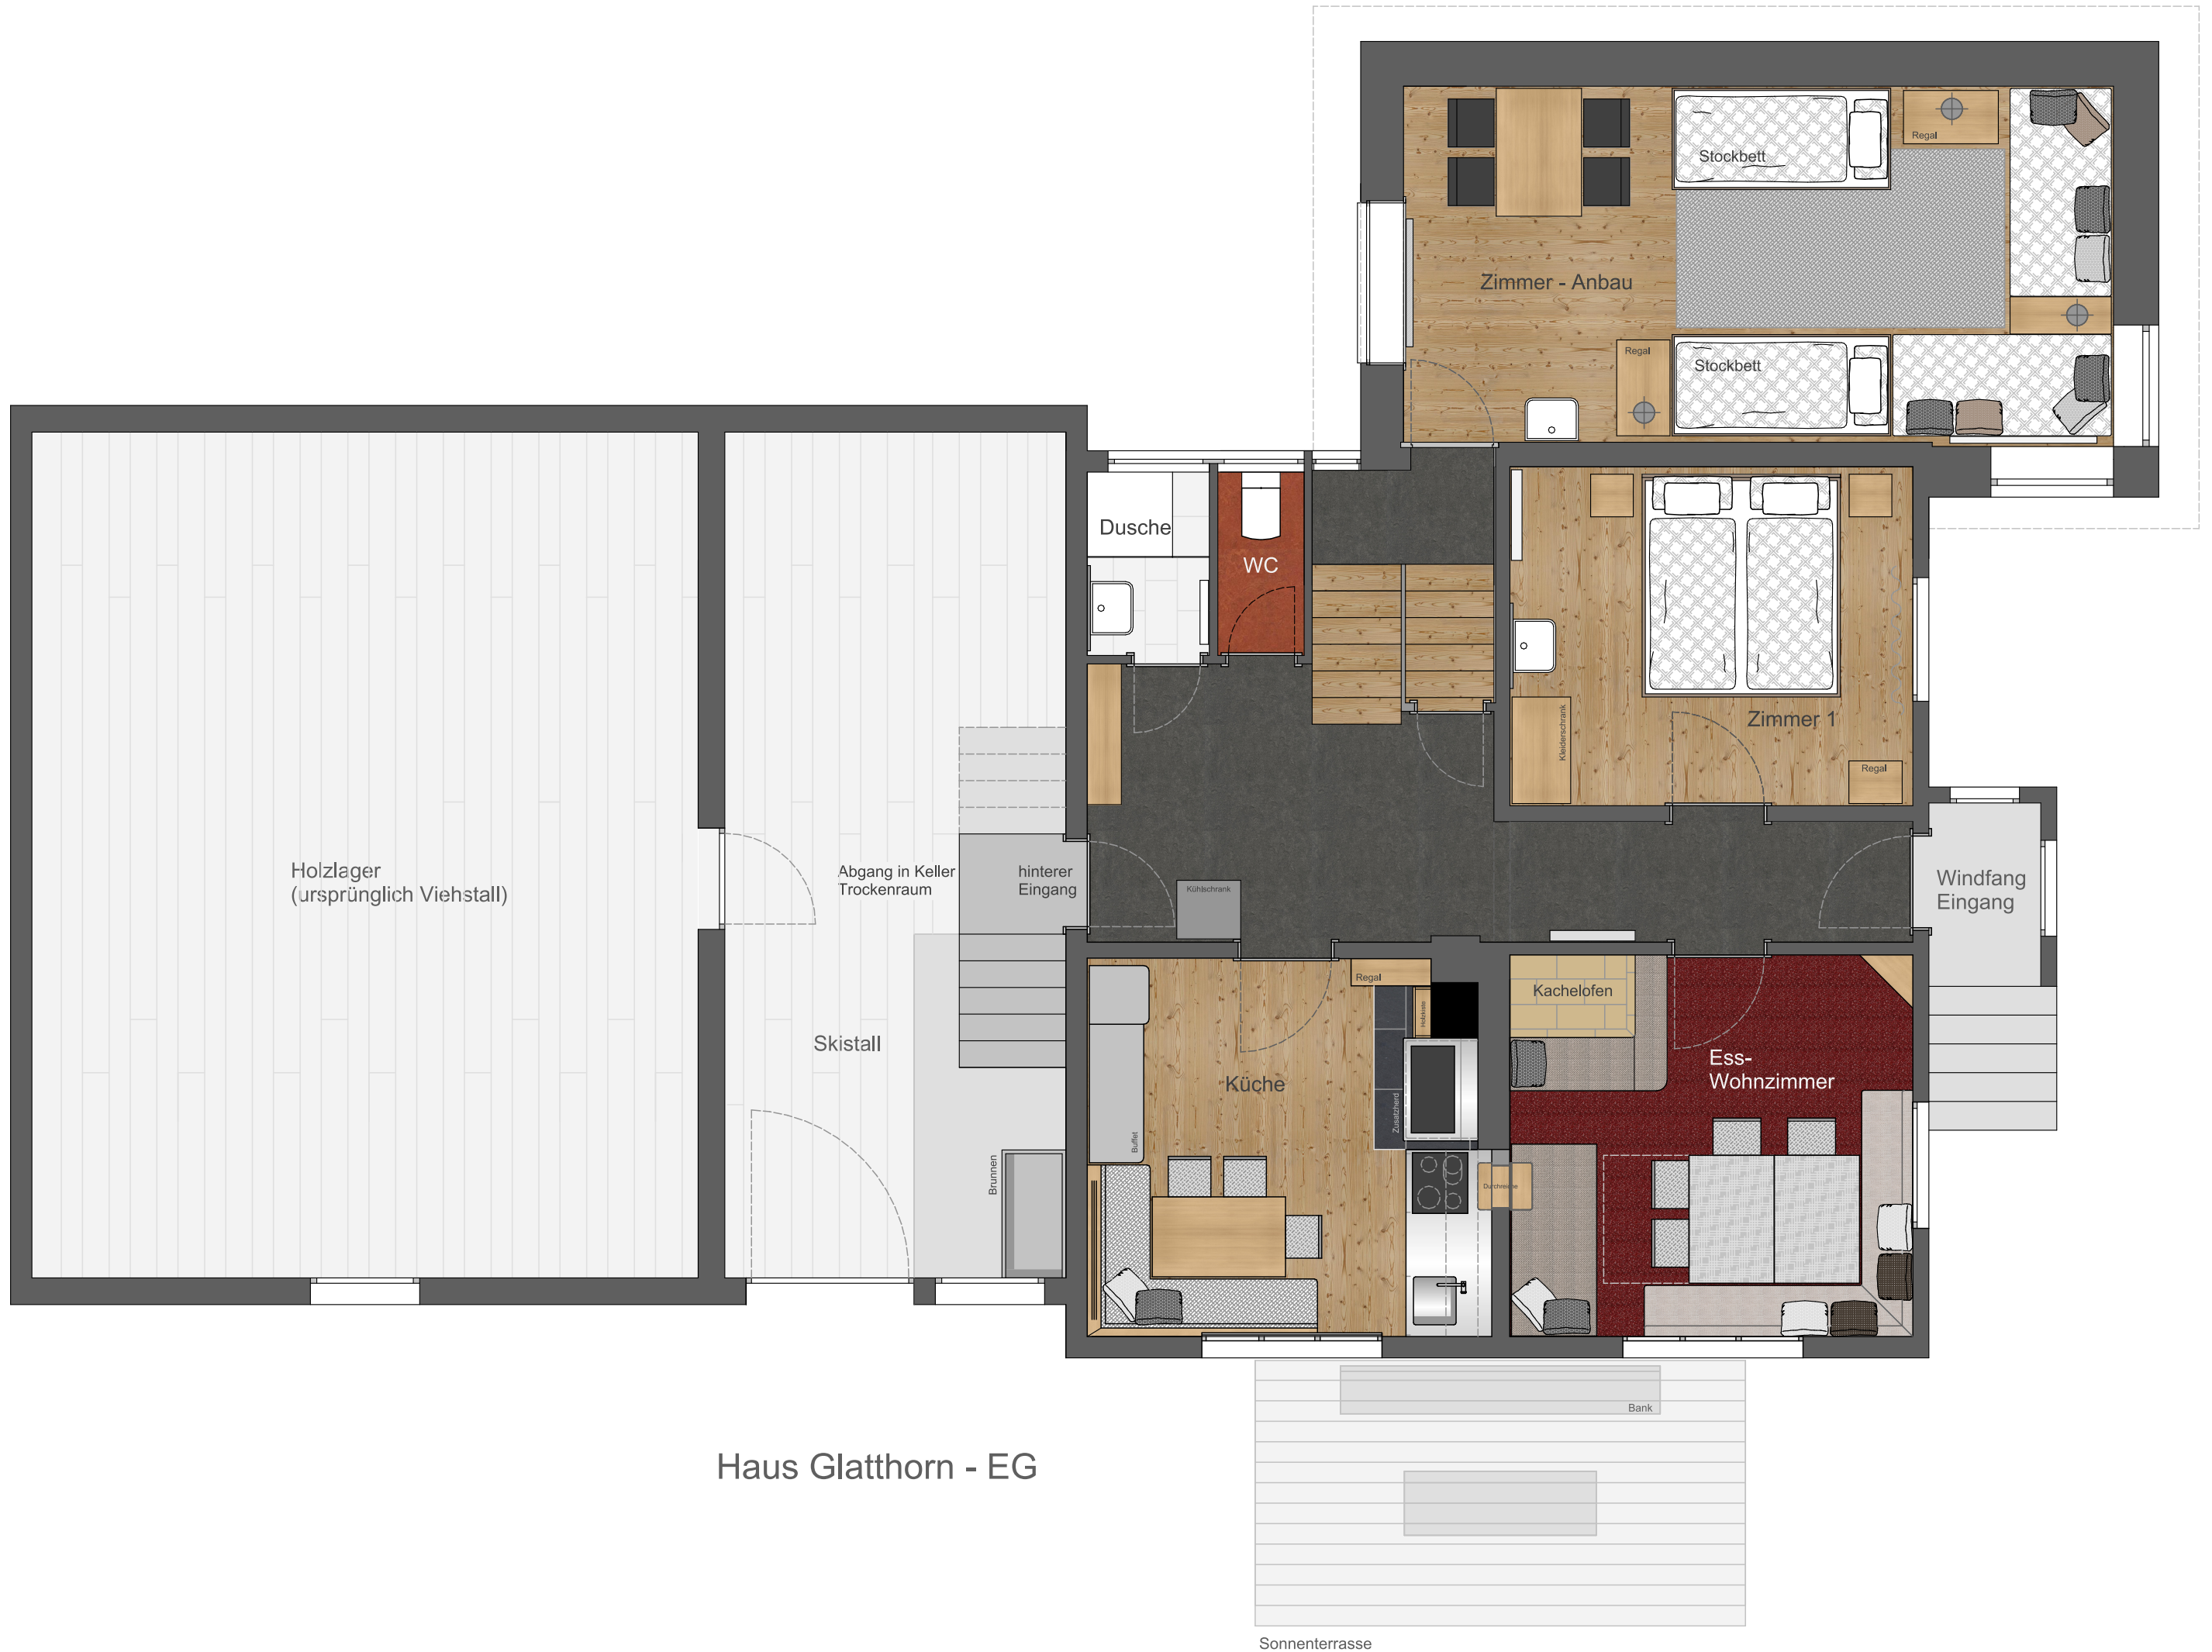 Regal
Stockbett
Zimmer - Anbau
Regal
Stockbett
Dusche
WC
Kleiderschrank
Zimmer 1
Regal
Holzlager
(ursprünglich Viehstall)
Abgang in Keller
Trockenraum
hinterer
Eingang
Kühlschrank
Windfang
Eingang
Regal
Kachelofen
Holzkiste
Skistall
Küche
Ess-
Wohnzimmer
Zusatzherd
Buffet
Brunnen
Durchreiche
Bank
Haus Glatthorn - EG
Sonnenterrasse